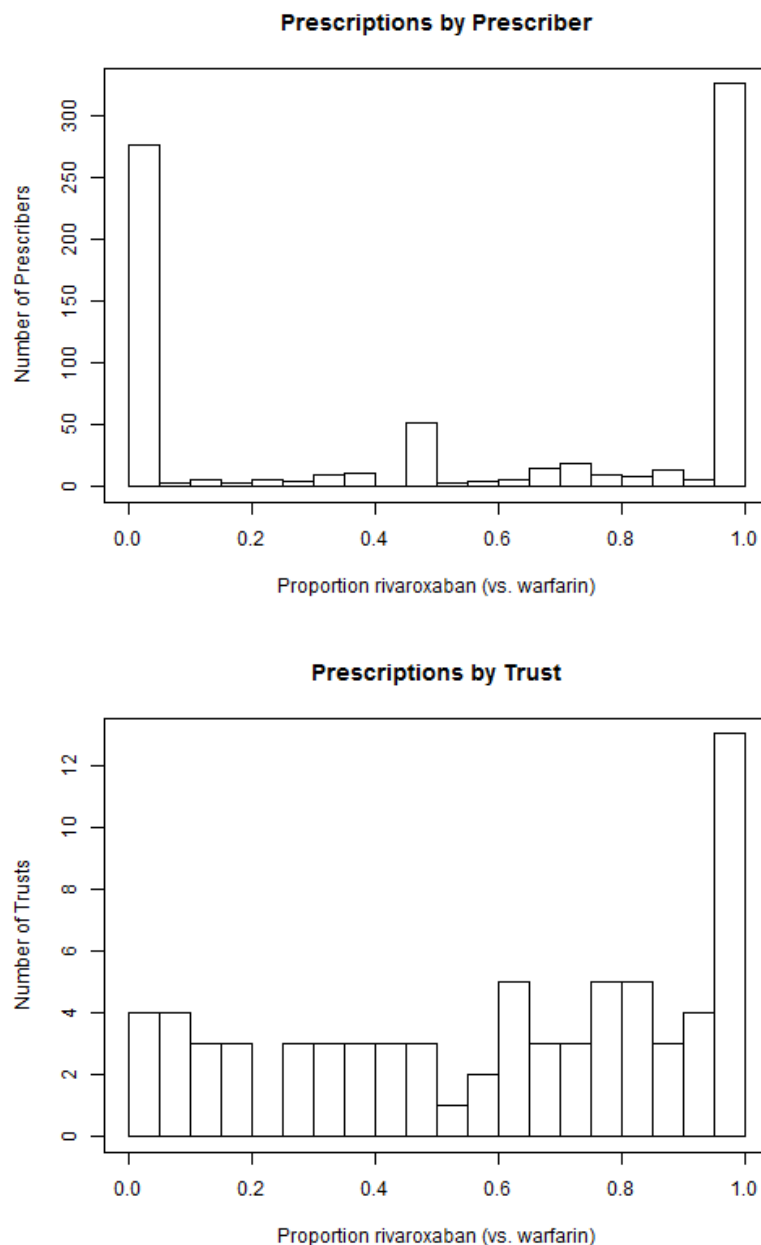 Prescriptions by Prescriber
300
250
200
150
100
50
0
Number of Prescribers
0.0 0.2 0.4 0.6 0.8 1.0
Proportion rivaroxaban (vs. warfarin)
Prescriptions by Trust
12
10
8
6
4
2
0
Number of Trusts
0.0 0.2 0.4 0.6 0.8 1.0
Proportion rivaroxaban (vs. warfarin)